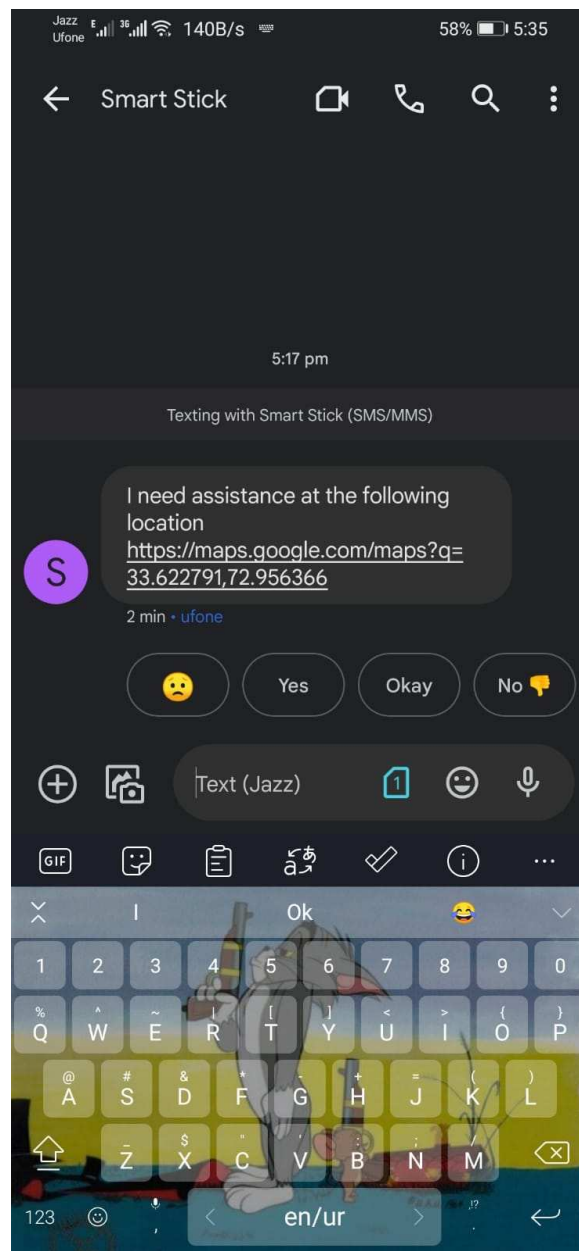 Jazz E 3G 140B/s 58% 5:35
Ufone
Smart Stick
5:17 pm
Texting with Smart Stick (SMS/MMS)
I need assistance at the following
location
https://maps.google.com/maps?q=
33.622791,72.956366
S
2 min • ufone
😟 Yes Okay No 👎
Text (Jazz) 1
GIF あ a
I Ok 😂
1 2 3 4 5 6 7 8 9 0
% ^ ~ | [ ] < > { }
Q W E R T Y U I O P
@ # & * - + = ( )
A S D F G H J K L
_ $ " ' : ; /
Z X C V B N M
123 , < en/ur > .
,!?